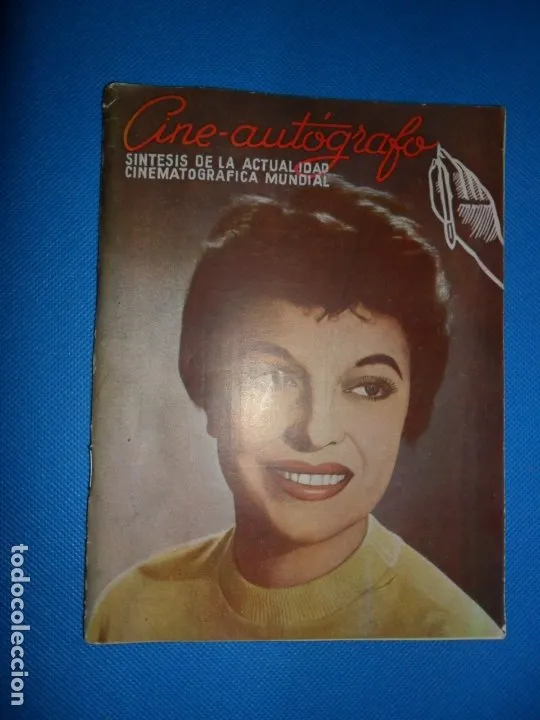 Cine-autógrafo
SINTESIS DE LA ACTUALIDAD
CINEMATOGRAFICA MUNDIAL
todocoleccion